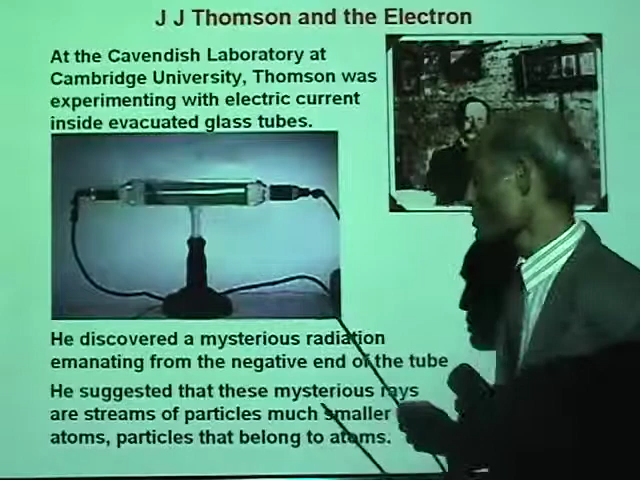 J J Thomson and the Electron
At the Cavendish Laboratory at
Cambridge University, Thomson was
experimenting with electric current
inside evacuated glass tubes.
He discovered a mysterious radiation
emanating from the negative end of the tube
He suggested that these mysterious rays
are streams of particles much smaller
atoms, particles that belong to atoms.